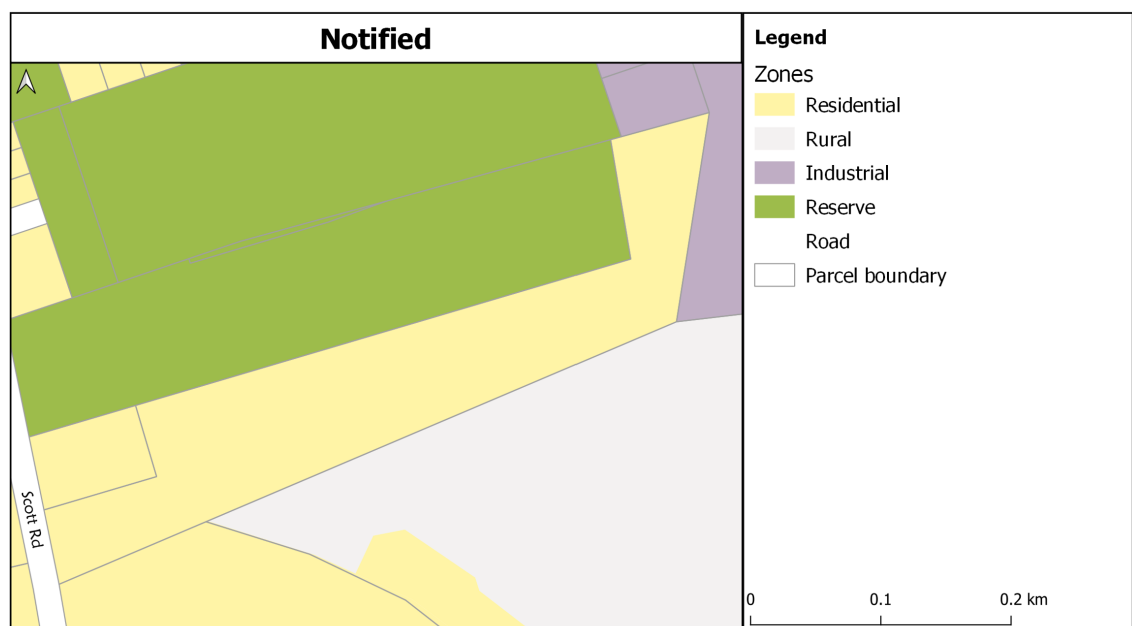 Notified
Scott Rd
Legend
Zones
Residential
Rural
Industrial
Reserve
Road
Parcel boundary
0 0.1 0.2 km